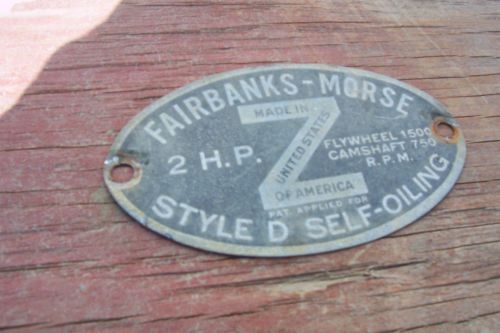 FAIRBANKS-MORSE
MADE IN
UNITED STATES
OF AMERICA
2 H.P.
FLYWHEEL 1500
CAMSHAFT 750
R.P.M.
PAT. APPLIED FOR
STYLE D SELF-OILING